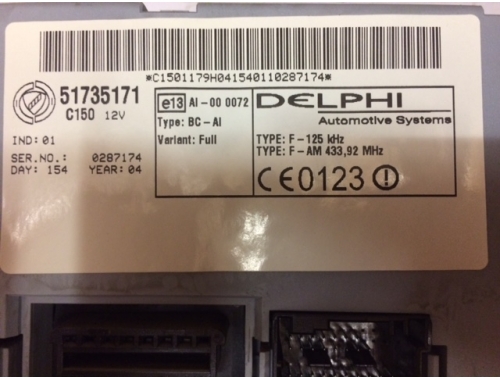 *C1501179H041540110287174*
51735171
C150 12V
IND: 01
SER.NO.: 0287174
DAY: 154 YEAR: 04
e13 AI-00 0072
Type: BC-AI
Variant: Full
DELPHI
Automotive Systems
TYPE: F-125 kHz
TYPE: F-AM 433,92 MHz
CE0123